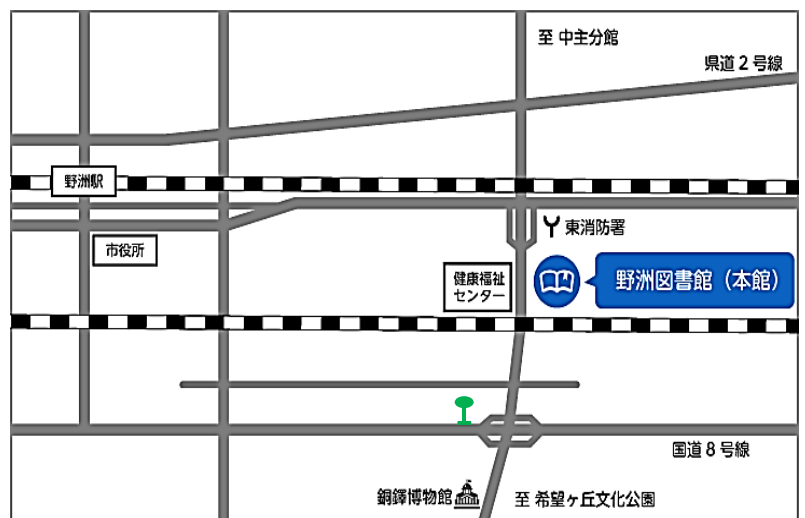 至 中主分館
県道2号線
野洲駅
東消防署
市役所
健康福祉
センター
野洲図書館（本館）
国道8号線
銅鐸博物館
至 希望ヶ丘文化公園